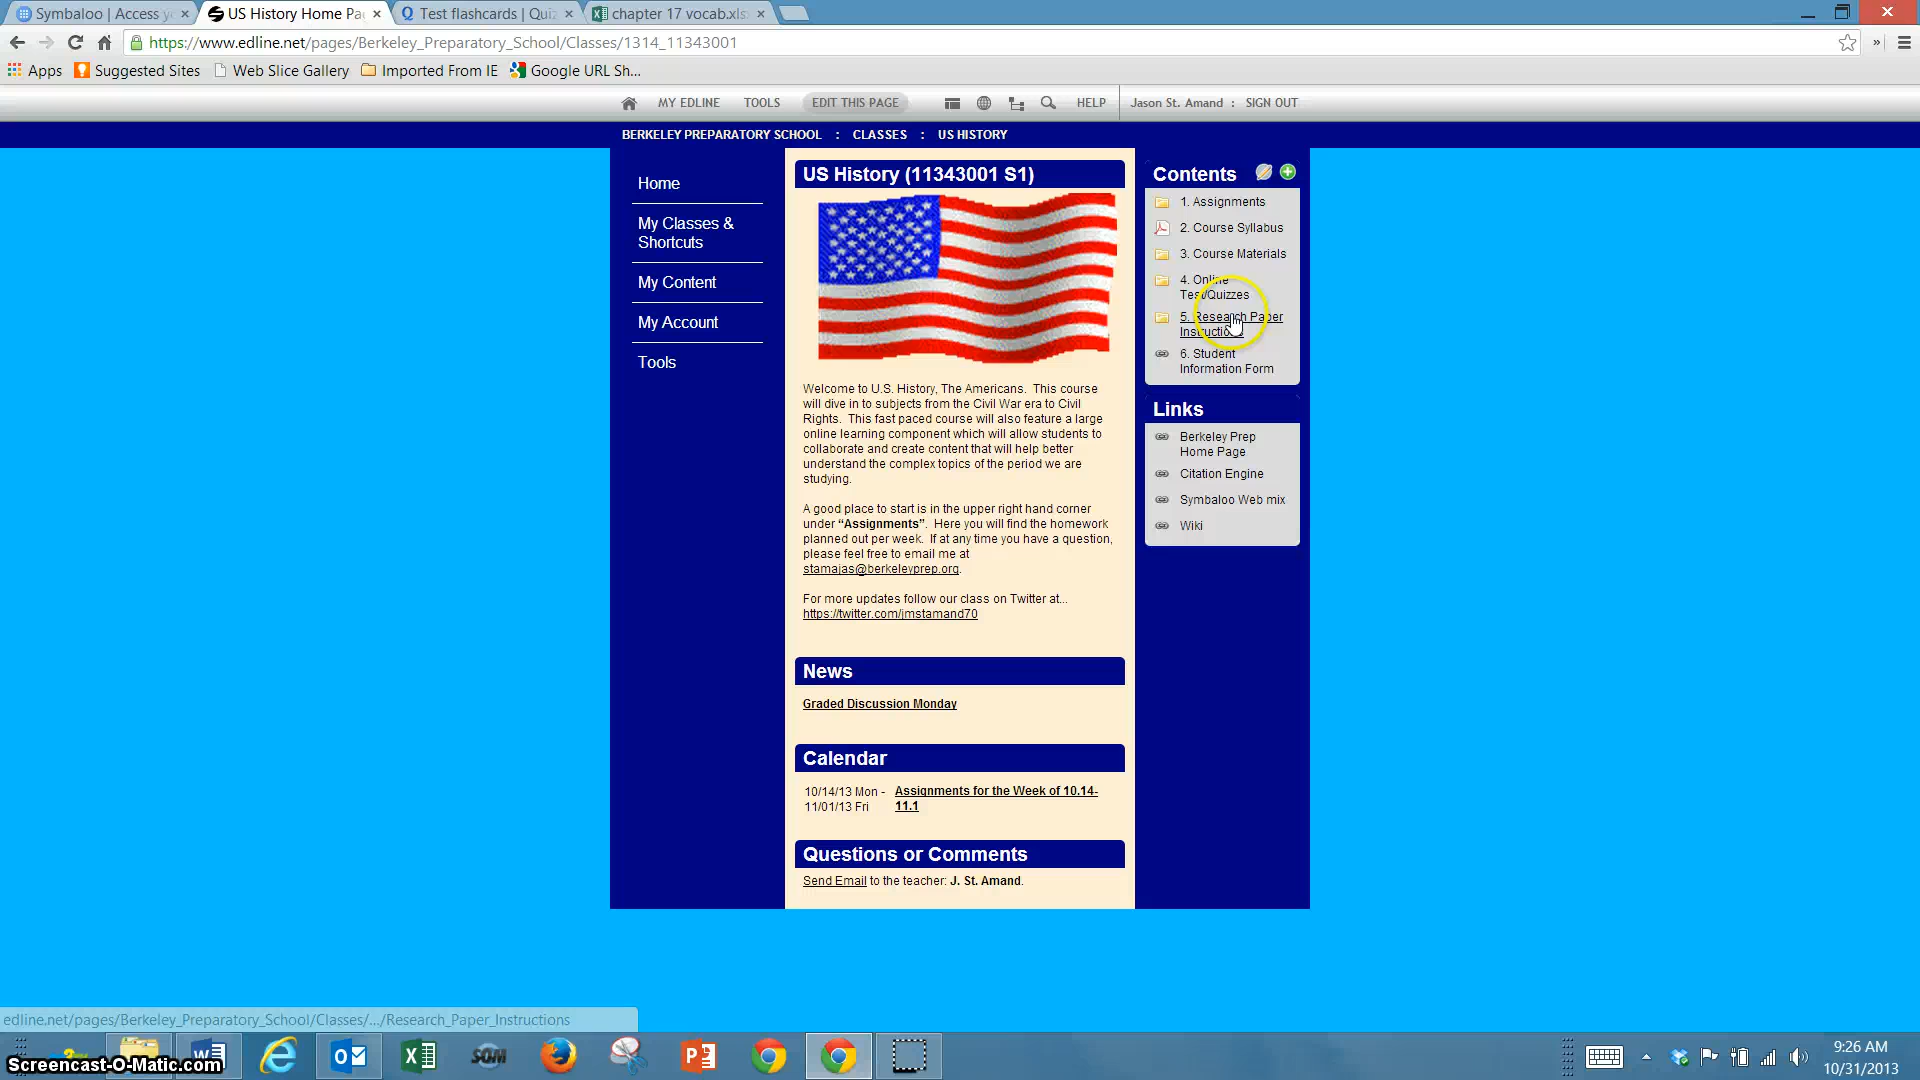 Symbaloo | Access yo
US History Home Pa
Test flashcards | Quiz
chapter 17 vocab.xls
https://www.edline.net/pages/Berkeley_Preparatory_School/Classes/1314_11343001
Apps Suggested Sites Web Slice Gallery Imported From IE Google URL Sh...
MY EDLINE TOOLS EDIT THIS PAGE HELP Jason St. Amand : SIGN OUT
BERKELEY PREPARATORY SCHOOL : CLASSES : US HISTORY
Home
My Classes &
Shortcuts
My Content
My Account
Tools
US History (11343001 S1)
Welcome to U.S. History, The Americans. This course
will dive in to subjects from the Civil War era to Civil
Rights. This fast paced course will also feature a large
online learning component which will allow students to
collaborate and create content that will help better
understand the complex topics of the period we are
studying.
A good place to start is in the upper right hand corner
under “Assignments”. Here you will find the homework
planned out per week. If at any time you have a question,
please feel free to email me at
stamajas@berkeleyprep.org.
For more updates follow our class on Twitter at...
https://twitter.com/jmstamand70
News
Graded Discussion Monday
Calendar
10/14/13 Mon - Assignments for the Week of 10.14-
11/01/13 Fri 11.1
Questions or Comments
Send Email to the teacher: J. St. Amand.
Contents
1. Assignments
2. Course Syllabus
3. Course Materials
4. Online
Test/Quizzes
5. Research Paper
Instructions
6. Student
Information Form
Links
Berkeley Prep
Home Page
Citation Engine
Symbaloo Web mix
Wiki
edline.net/pages/Berkeley_Preparatory_School/Classes/.../Research_Paper_Instructions
Screencast-O-Matic.com
SOM
9:26 AM
10/31/2013